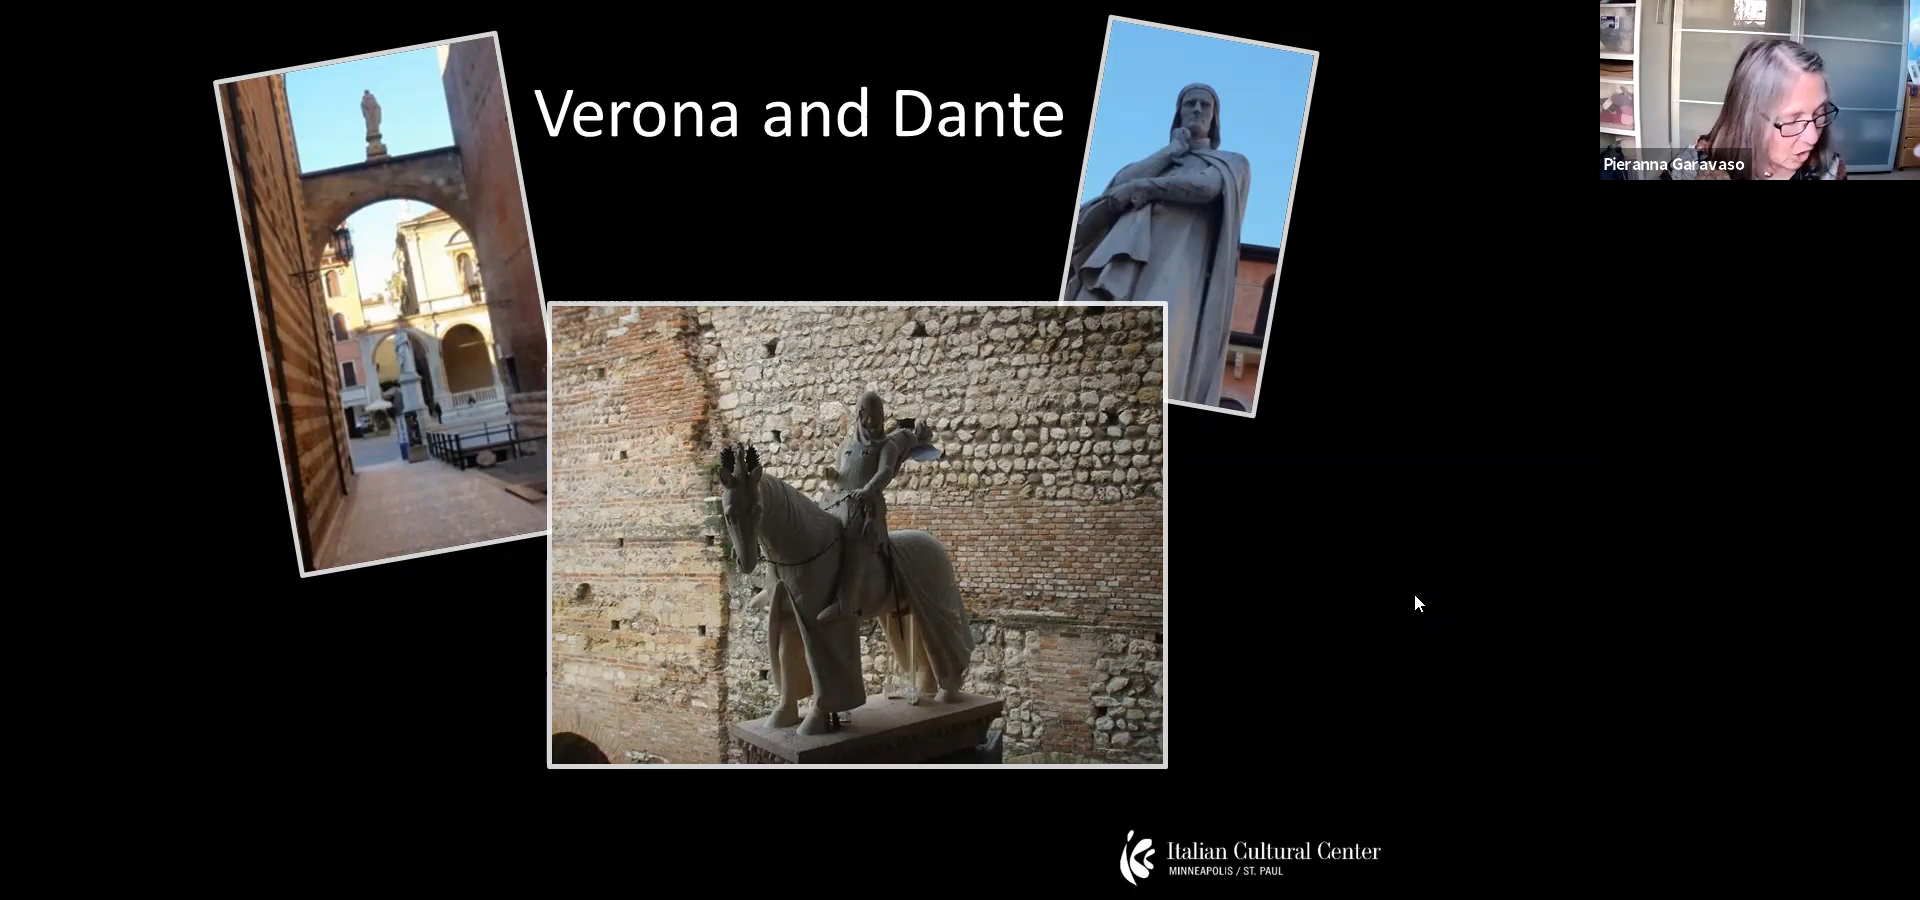 Verona and Dante
Pieranna Garavaso
Italian Cultural Center
MINNEAPOLIS / ST. PAUL